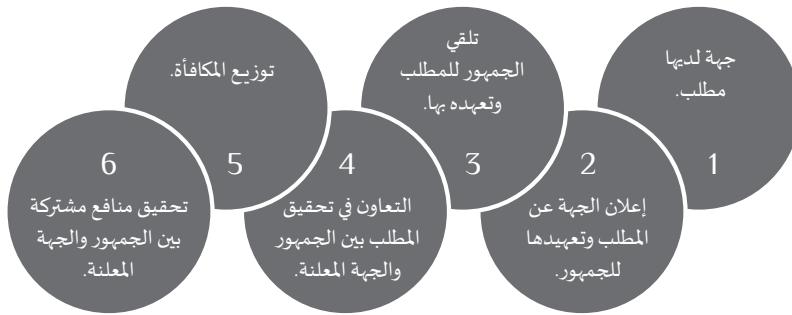 جهة لديها
مطلب.
1
2
إعلان الجهة عن
المطلب وتعهيدها
للجمهور.
تلقي
الجمهور للمطلب
وتعهده بها.
3
4
التعاون في تحقيق
المطلب بين الجمهور
والجهة المعلنة.
توزيع المكافأة.
5
6
تحقيق منافع مشتركة
بين الجمهور والجهة
المعلنة.